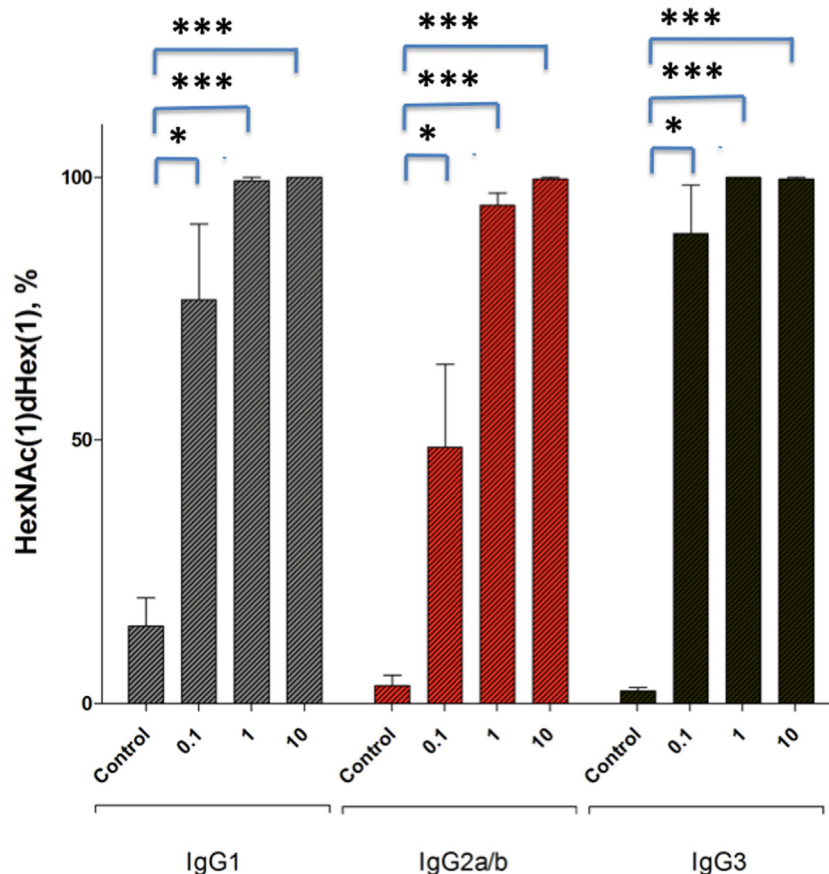 *** *** ***
*** *** ***
* * *
100
50
0
HexNAc(1)dHex(1), %
Control 0.1 1 10 Control 0.1 1 10 Control 0.1 1 10
IgG1 IgG2a/b IgG3